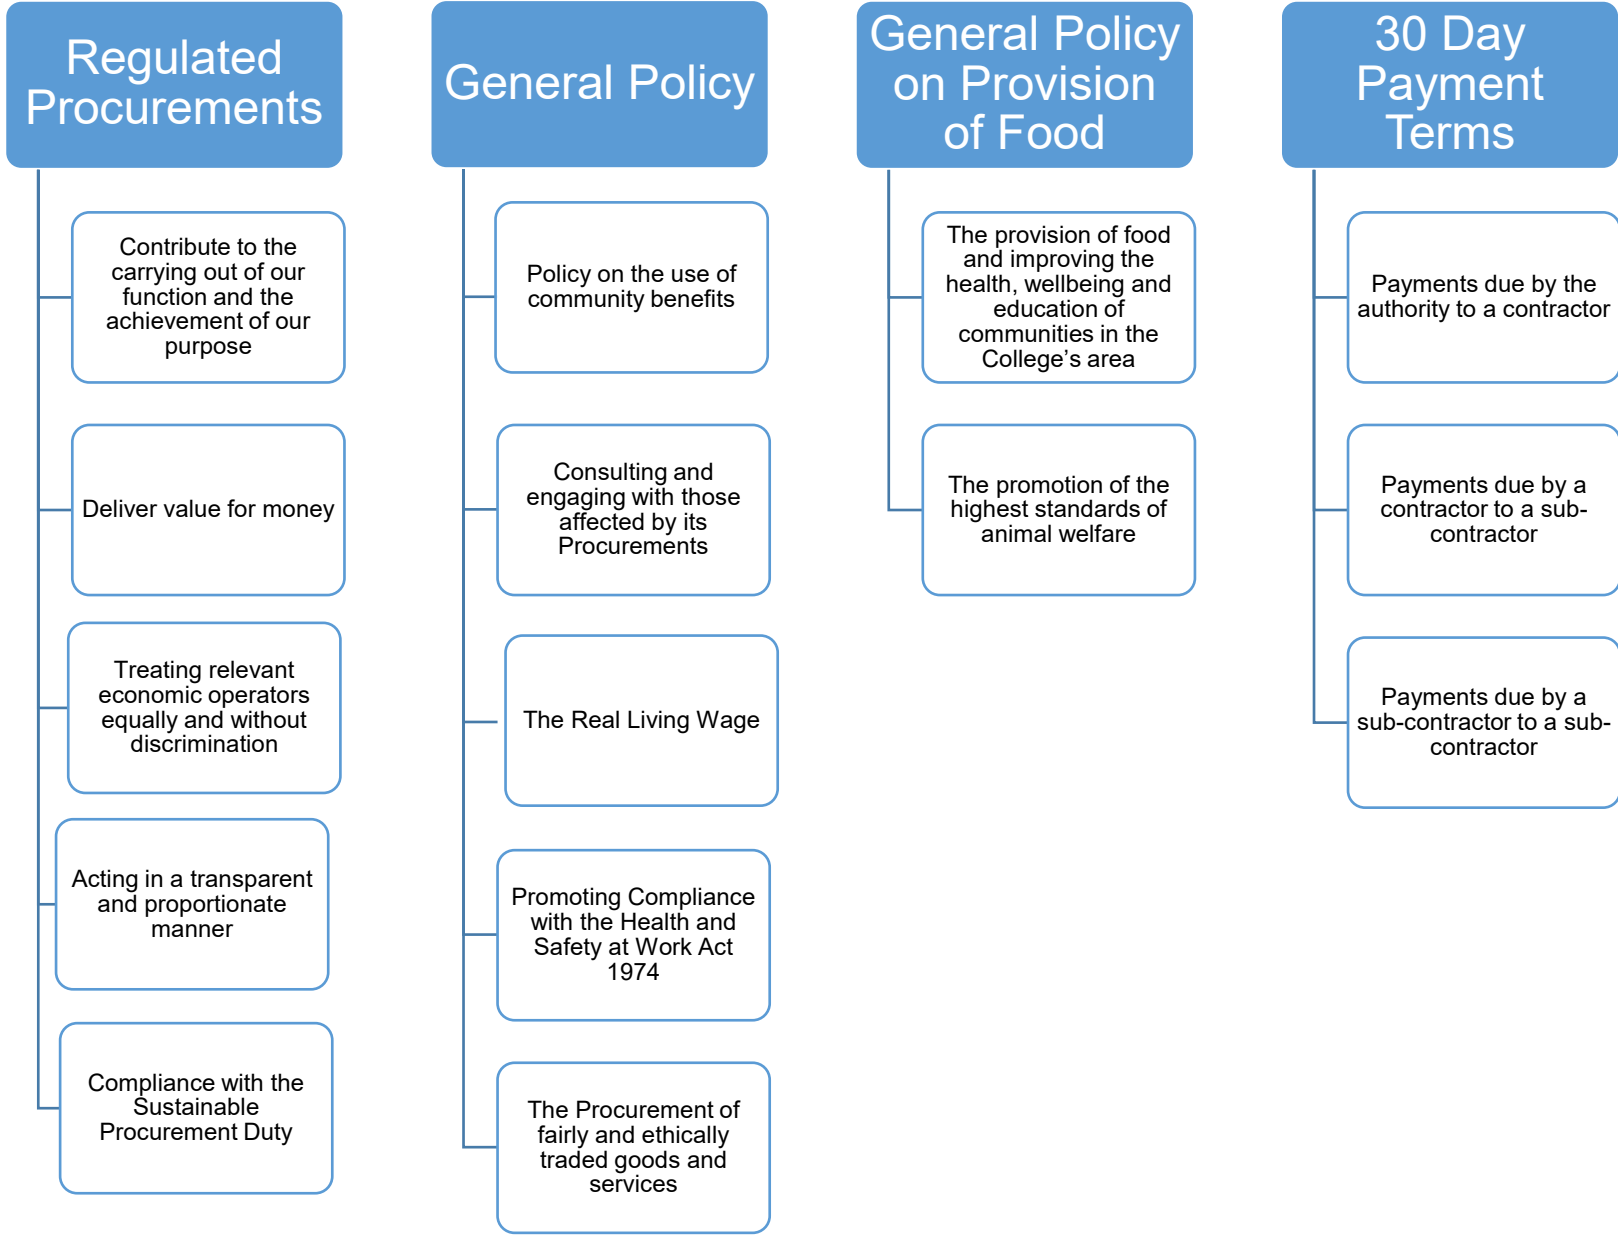 Regulated
Procurements
Contribute to the
carrying out of our
function and the
achievement of our
purpose
Deliver value for money
Treating relevant
economic operators
equally and without
discrimination
Acting in a transparent
and proportionate
manner
Compliance with the
Sustainable
Procurement Duty
General Policy
Policy on the use of
community benefits
Consulting and
engaging with those
affected by its
Procurements
The Real Living Wage
Promoting Compliance
with the Health and
Safety at Work Act
1974
The Procurement of
fairly and ethically
traded goods and
services
General Policy
on Provision
of Food
The provision of food
and improving the
health, wellbeing and
education of
communities in the
College’s area
The promotion of the
highest standards of
animal welfare
30 Day
Payment
Terms
Payments due by the
authority to a contractor
Payments due by a
contractor to a sub-
contractor
Payments due by a
sub-contractor to a sub-
contractor